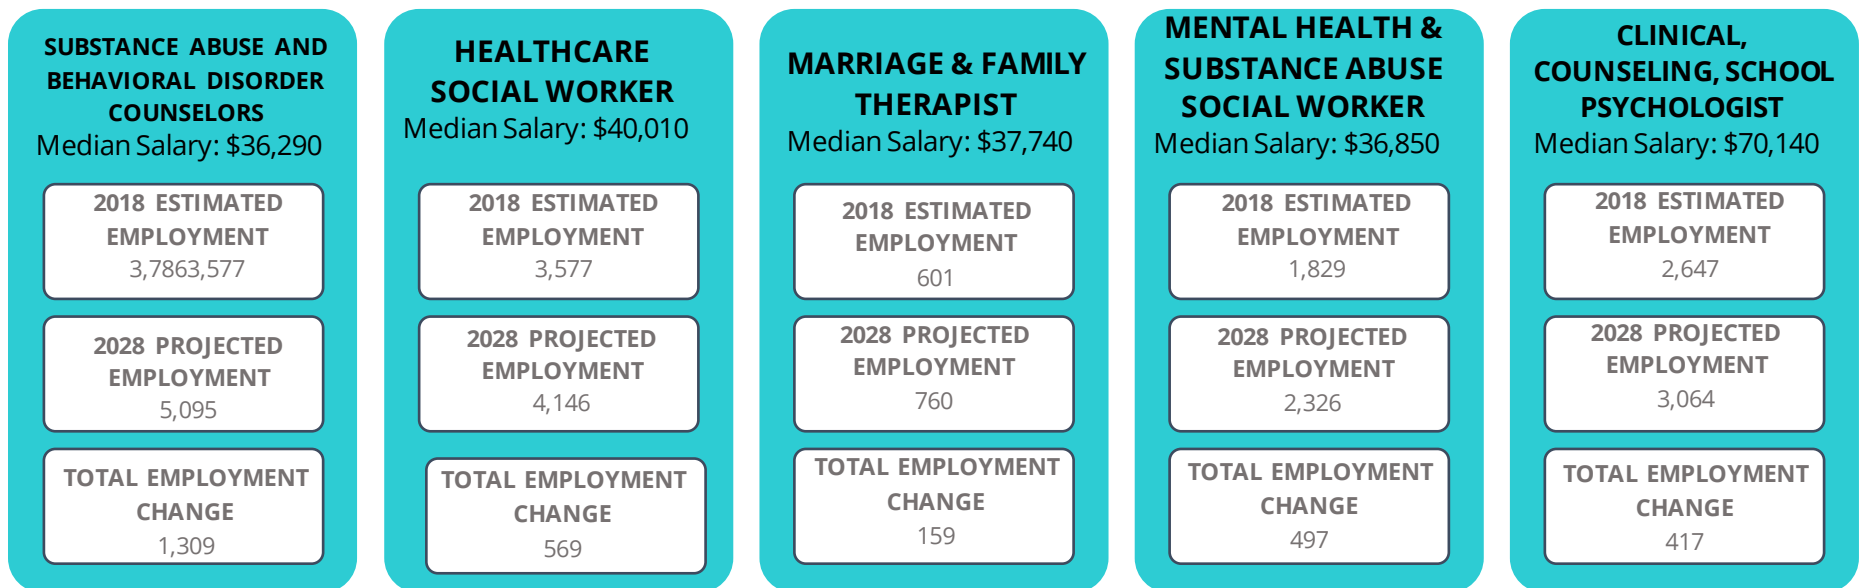 SUBSTANCE ABUSE AND
BEHAVIORAL DISORDER
COUNSELORS
Median Salary: $36,290
2018 ESTIMATED
EMPLOYMENT
3,7863,577
2028 PROJECTED
EMPLOYMENT
5,095
TOTAL EMPLOYMENT
CHANGE
1,309
HEALTHCARE
SOCIAL WORKER
Median Salary: $40,010
2018 ESTIMATED
EMPLOYMENT
3,577
2028 PROJECTED
EMPLOYMENT
4,146
TOTAL EMPLOYMENT
CHANGE
569
MARRIAGE & FAMILY
THERAPIST
Median Salary: $37,740
2018 ESTIMATED
EMPLOYMENT
601
2028 PROJECTED
EMPLOYMENT
760
TOTAL EMPLOYMENT
CHANGE
159
MENTAL HEALTH &
SUBSTANCE ABUSE
SOCIAL WORKER
Median Salary: $36,850
2018 ESTIMATED
EMPLOYMENT
1,829
2028 PROJECTED
EMPLOYMENT
2,326
TOTAL EMPLOYMENT
CHANGE
497
CLINICAL,
COUNSELING, SCHOOL
PSYCHOLOGIST
Median Salary: $70,140
2018 ESTIMATED
EMPLOYMENT
2,647
2028 PROJECTED
EMPLOYMENT
3,064
TOTAL EMPLOYMENT
CHANGE
417